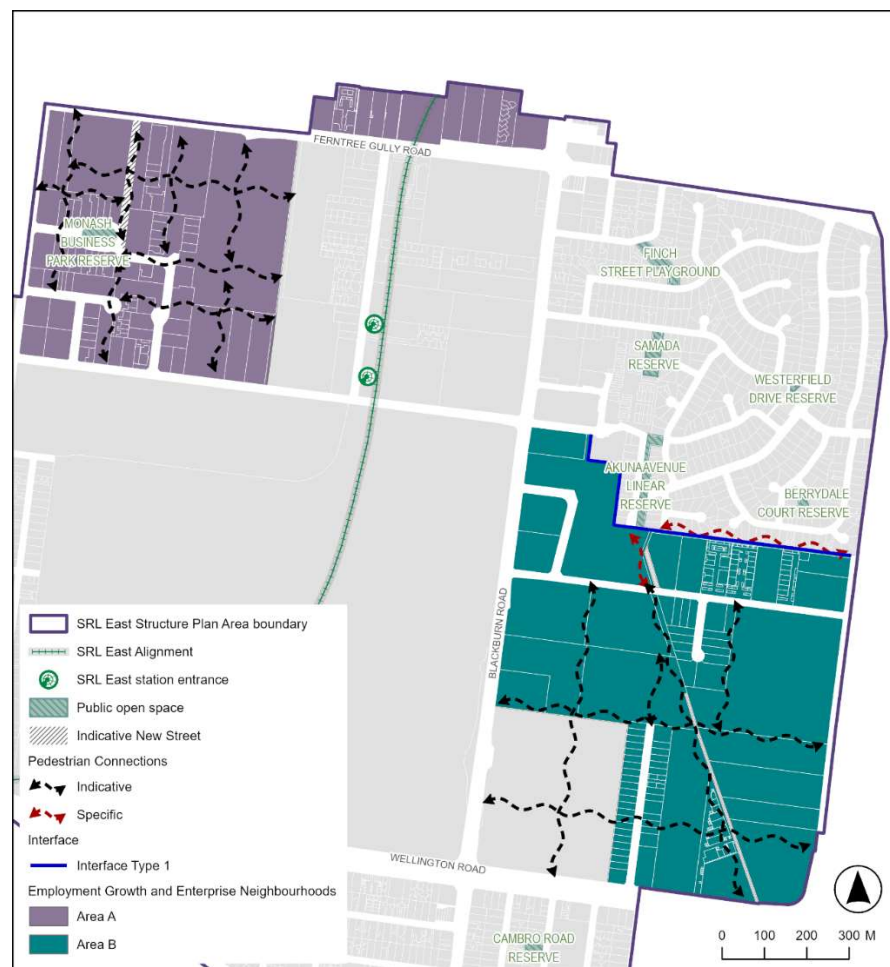 FERNTREE GULLY ROAD
MONASH
BUSINESS
PARK RESERVE
FINCH
STREET PLAYGROUND
SAMADA
RESERVE
WESTERFIELD
DRIVE RESERVE
AKUNAAVENUE
LINEAR
RESERVE
BERRYDALE
COURT RESERVE
BLACKBURN ROAD
WELLINGTON ROAD
CAMBRO ROAD
RESERVE
SRL East Structure Plan Area boundary
SRL East Alignment
SRL East station entrance
Public open space
Indicative New Street
Pedestrian Connections
Indicative
Specific
Interface
Interface Type 1
Employment Growth and Enterprise Neighbourhoods
Area A
Area B
0 100 200 300 M